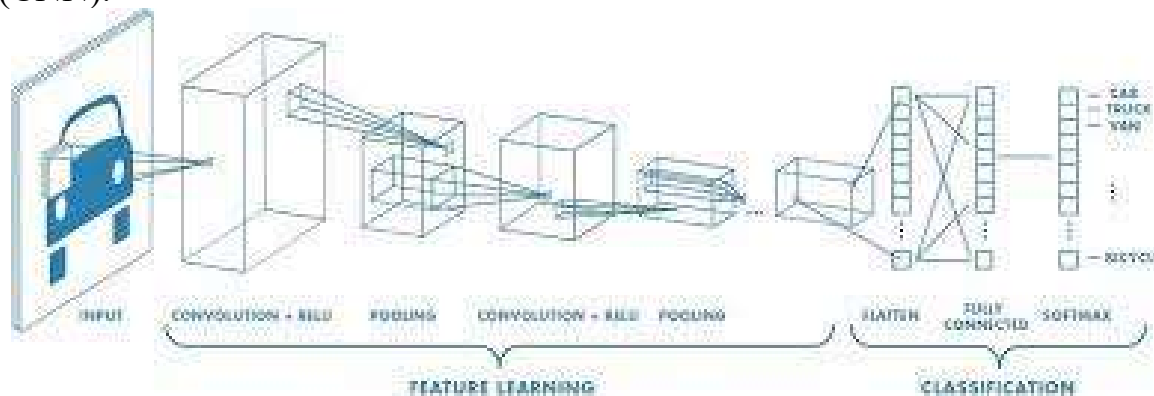 (CNN).
CAR
TRUCK
VAN
BICYCL
INPUT
CONVOLUTION + RELU
POOLING
CONVOLUTION + RELU
POOLING
FLATTEN
FULLY
CONNECTED
SOFTMAX
FEATURE LEARNING
CLASSIFICATION